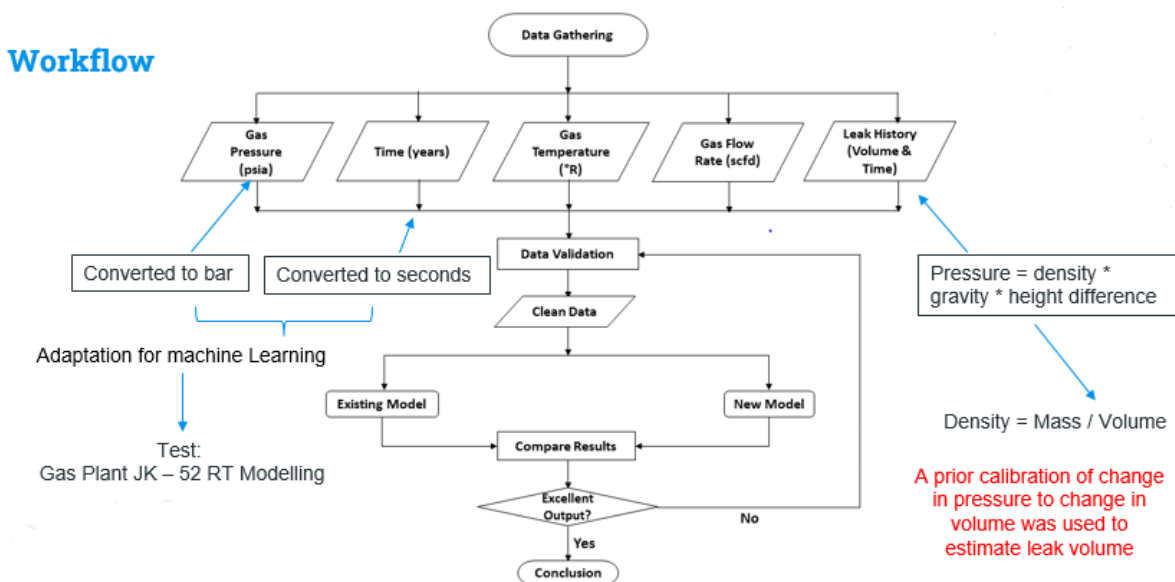 Data Gathering
Workflow
Gas
Pressure
(psia)
Time (years)
Gas
Temperature
(°R)
Gas Flow
Rate (scfd)
Leak History
(Volume &
Time)
Converted to bar
Converted to seconds
Data Validation
Pressure = density *
gravity * height difference
Clean Data
Adaptation for machine Learning
Existing Model
New Model
Density = Mass / Volume
Compare Results
Test:
Gas Plant JK – 52 RT Modelling
A prior calibration of change
in pressure to change in
volume was used to
estimate leak volume
Excellent
Output?
No
Yes
Conclusion